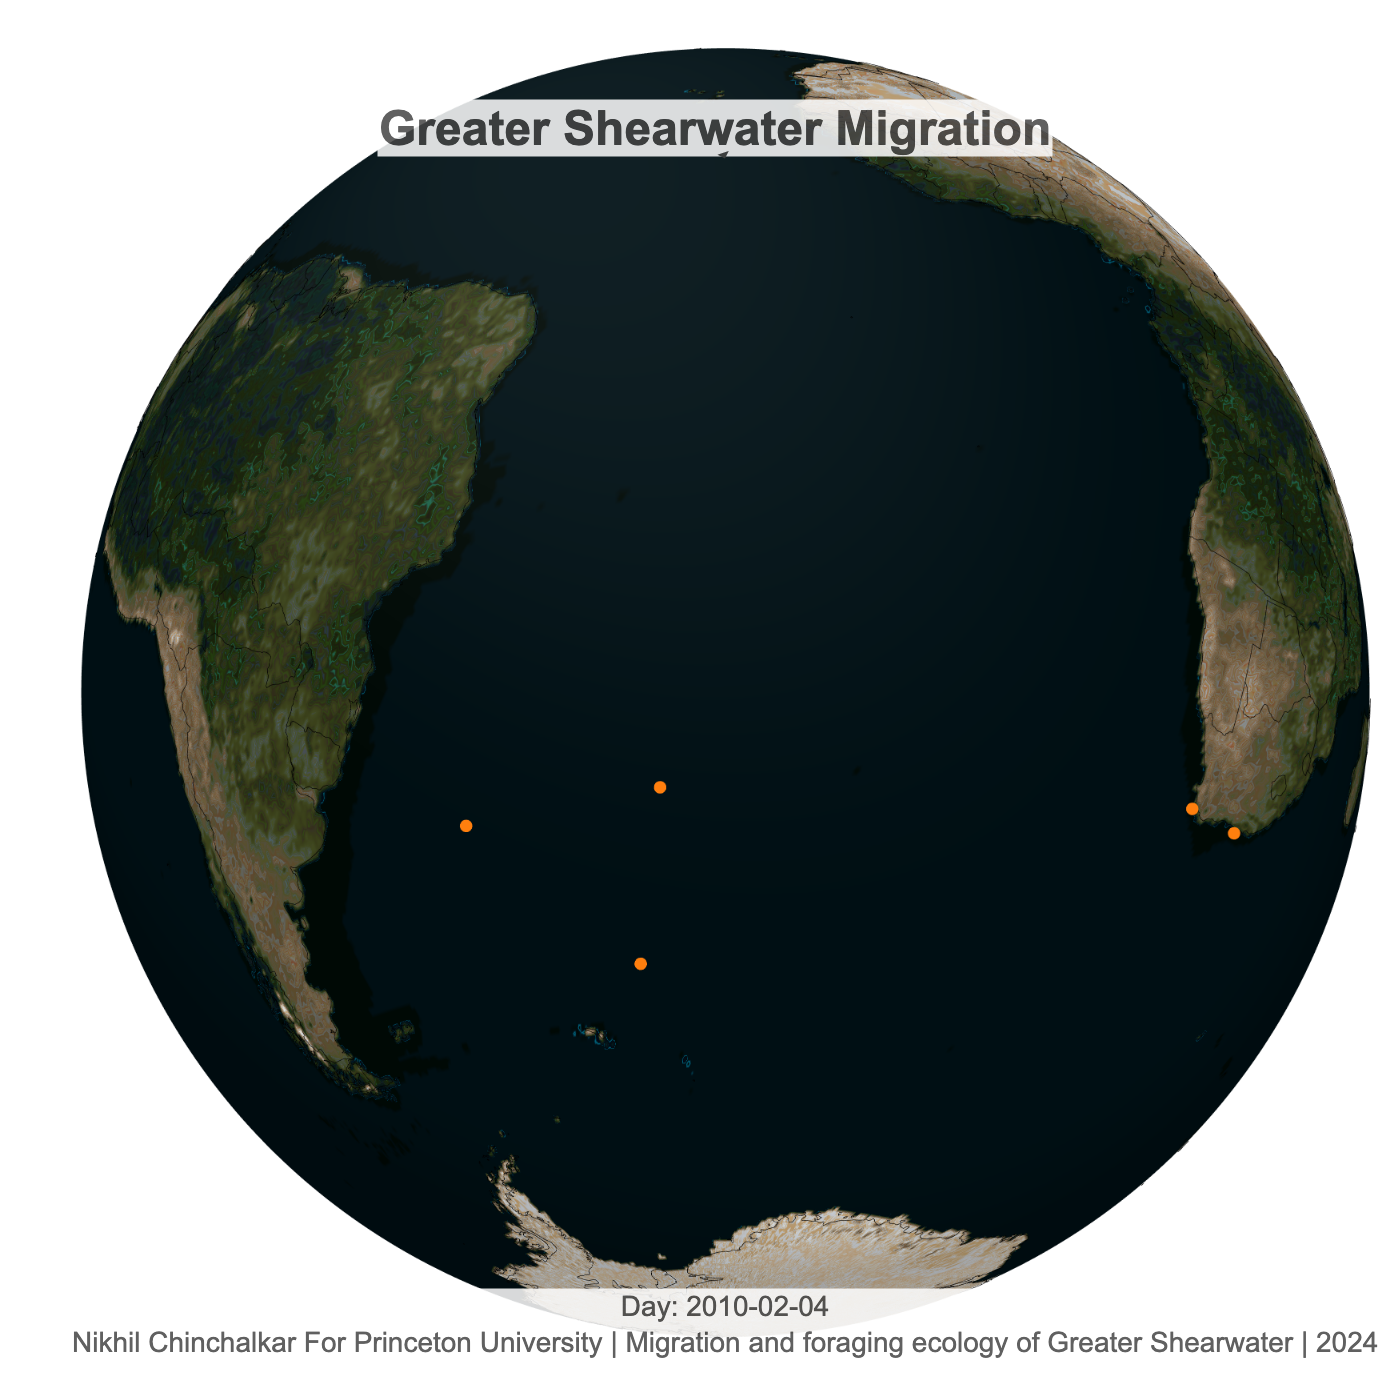 Greater Shearwater Migration
Day: 2010-02-04
Nikhil Chinchalkar For Princeton University | Migration and foraging ecology of Greater Shearwater | 2024